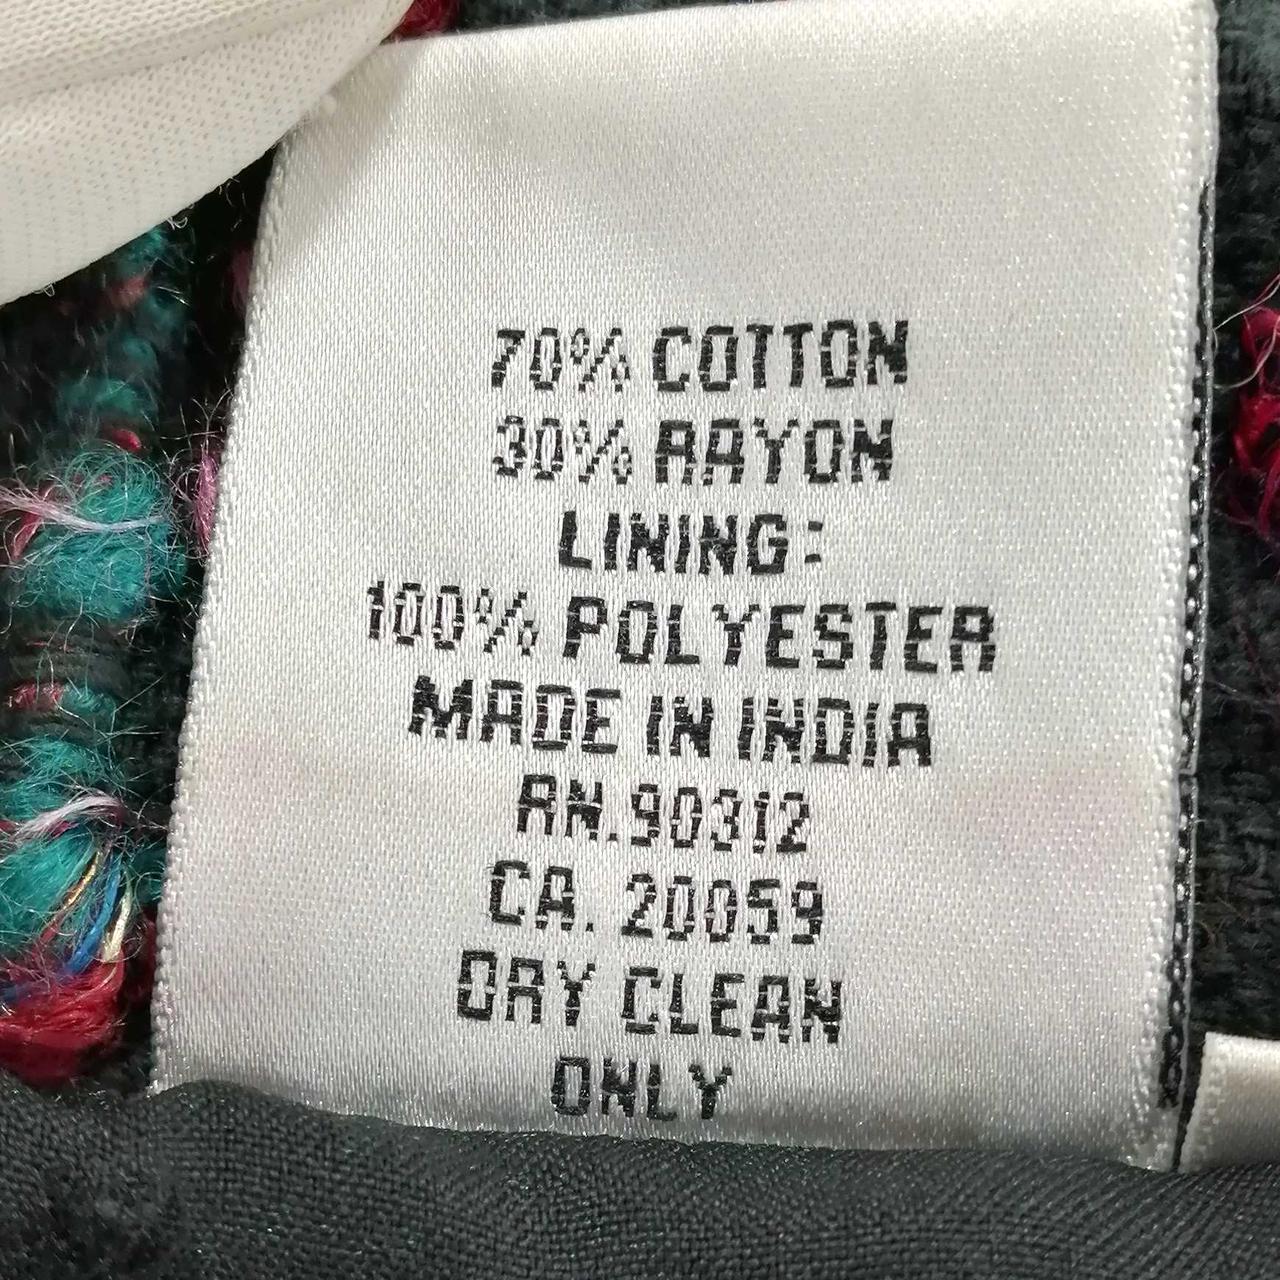 70% COTTON
30% RAYON
LINING:
100% POLYESTER
MADE IN INDIA
RN.90312
CA. 20059
DRY CLEAN
ONLY